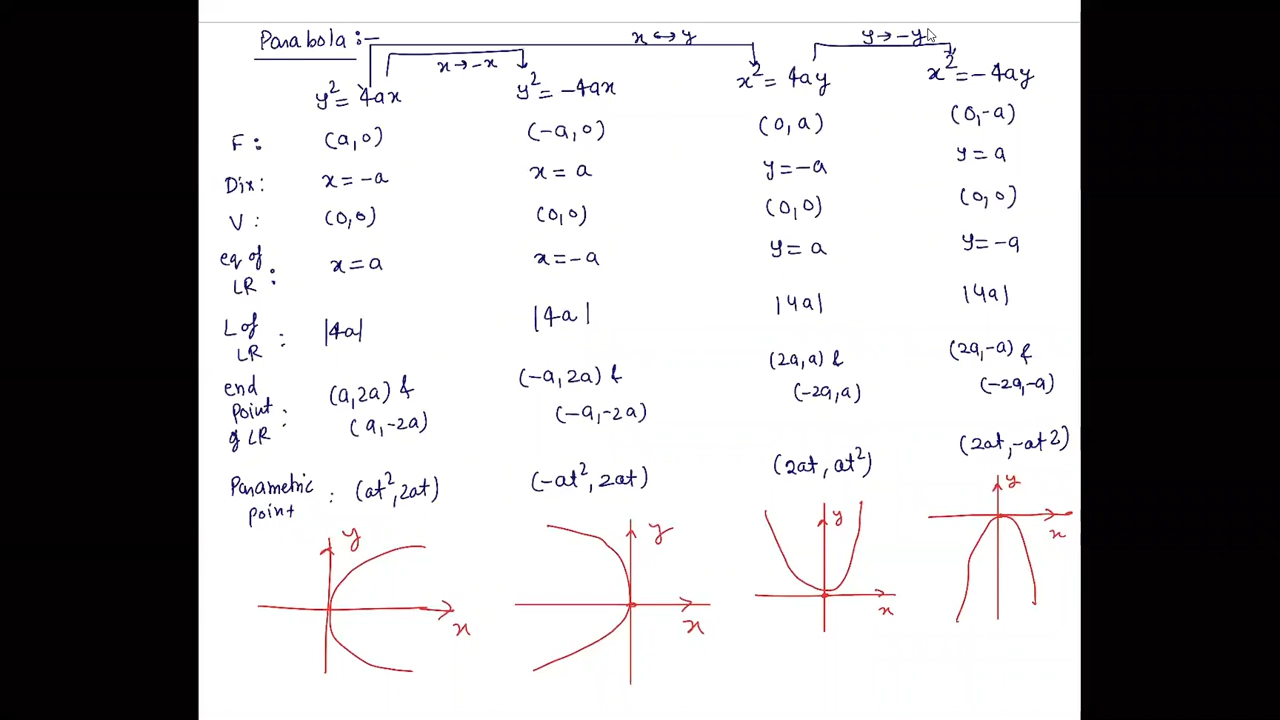 Parabola :-
x ↔ y
y → -y
x → -x
y² = 4ax y² = -4ax x² = 4ay x² = -4ay
F : (a,0) (-a,0) (0,a) (0,-a)
Dix : x = -a x = a y = -a y = a
V : (0,0) (0,0) (0,0) (0,0)
eq of LR : x = a x = -a y = a y = -a
L of LR : |4a| |4a| |4a| |4a|
end point of LR : (a,2a) & (-a,2a) & (2a,a) & (2a,-a) &
(a,-2a) (-a,-2a) (-2a,a) (-2a,-a)
Parametric point : (at²,2at) (-at²,2at) (2at,at²) (2at,-at2)
y y y y
x x x x